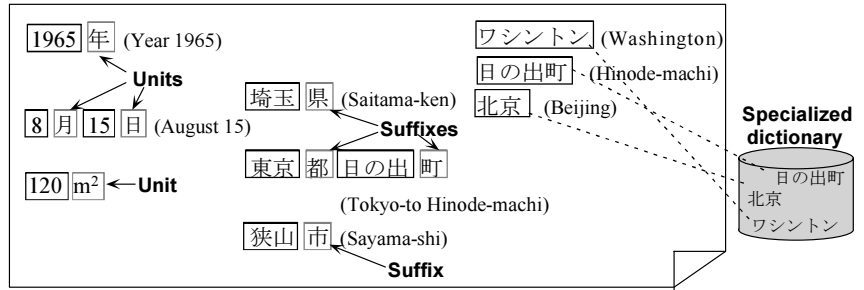 1965 年 (Year 1965)
Units
8 月 15 日 (August 15)
120 m² Unit
埼玉 県 (Saitama-ken)
Suffixes
東京 都 日の出 町
(Tokyo-to Hinode-machi)
狭山 市 (Sayama-shi)
Suffix
ワシントン (Washington)
日の出町 (Hinode-machi)
北京 (Beijing)
Specialized
dictionary
日の出町
北京
ワシントン